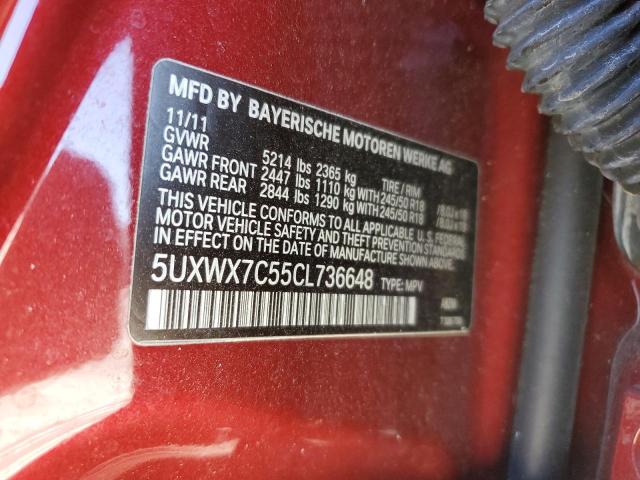 MFD BY BAYERISCHE MOTOREN WERKE AG
11/11
GVWR 5214 lbs 2365 kg TIRE / RIM
GAWR FRONT 2447 lbs 1110 kg WITH 245/50 R18
GAWR REAR 2844 lbs 1290 kg WITH 245/50 R18
THIS VEHICLE CONFORMS TO ALL APPLICABLE U.S. FEDERAL
MOTOR VEHICLE SAFETY AND THEFT PREVENTION
STANDARDS IN EFFECT ON THE DATE OF MANUFACTURE SHOWN ABOVE.
5UXWX7C55CL736648 TYPE: MPV